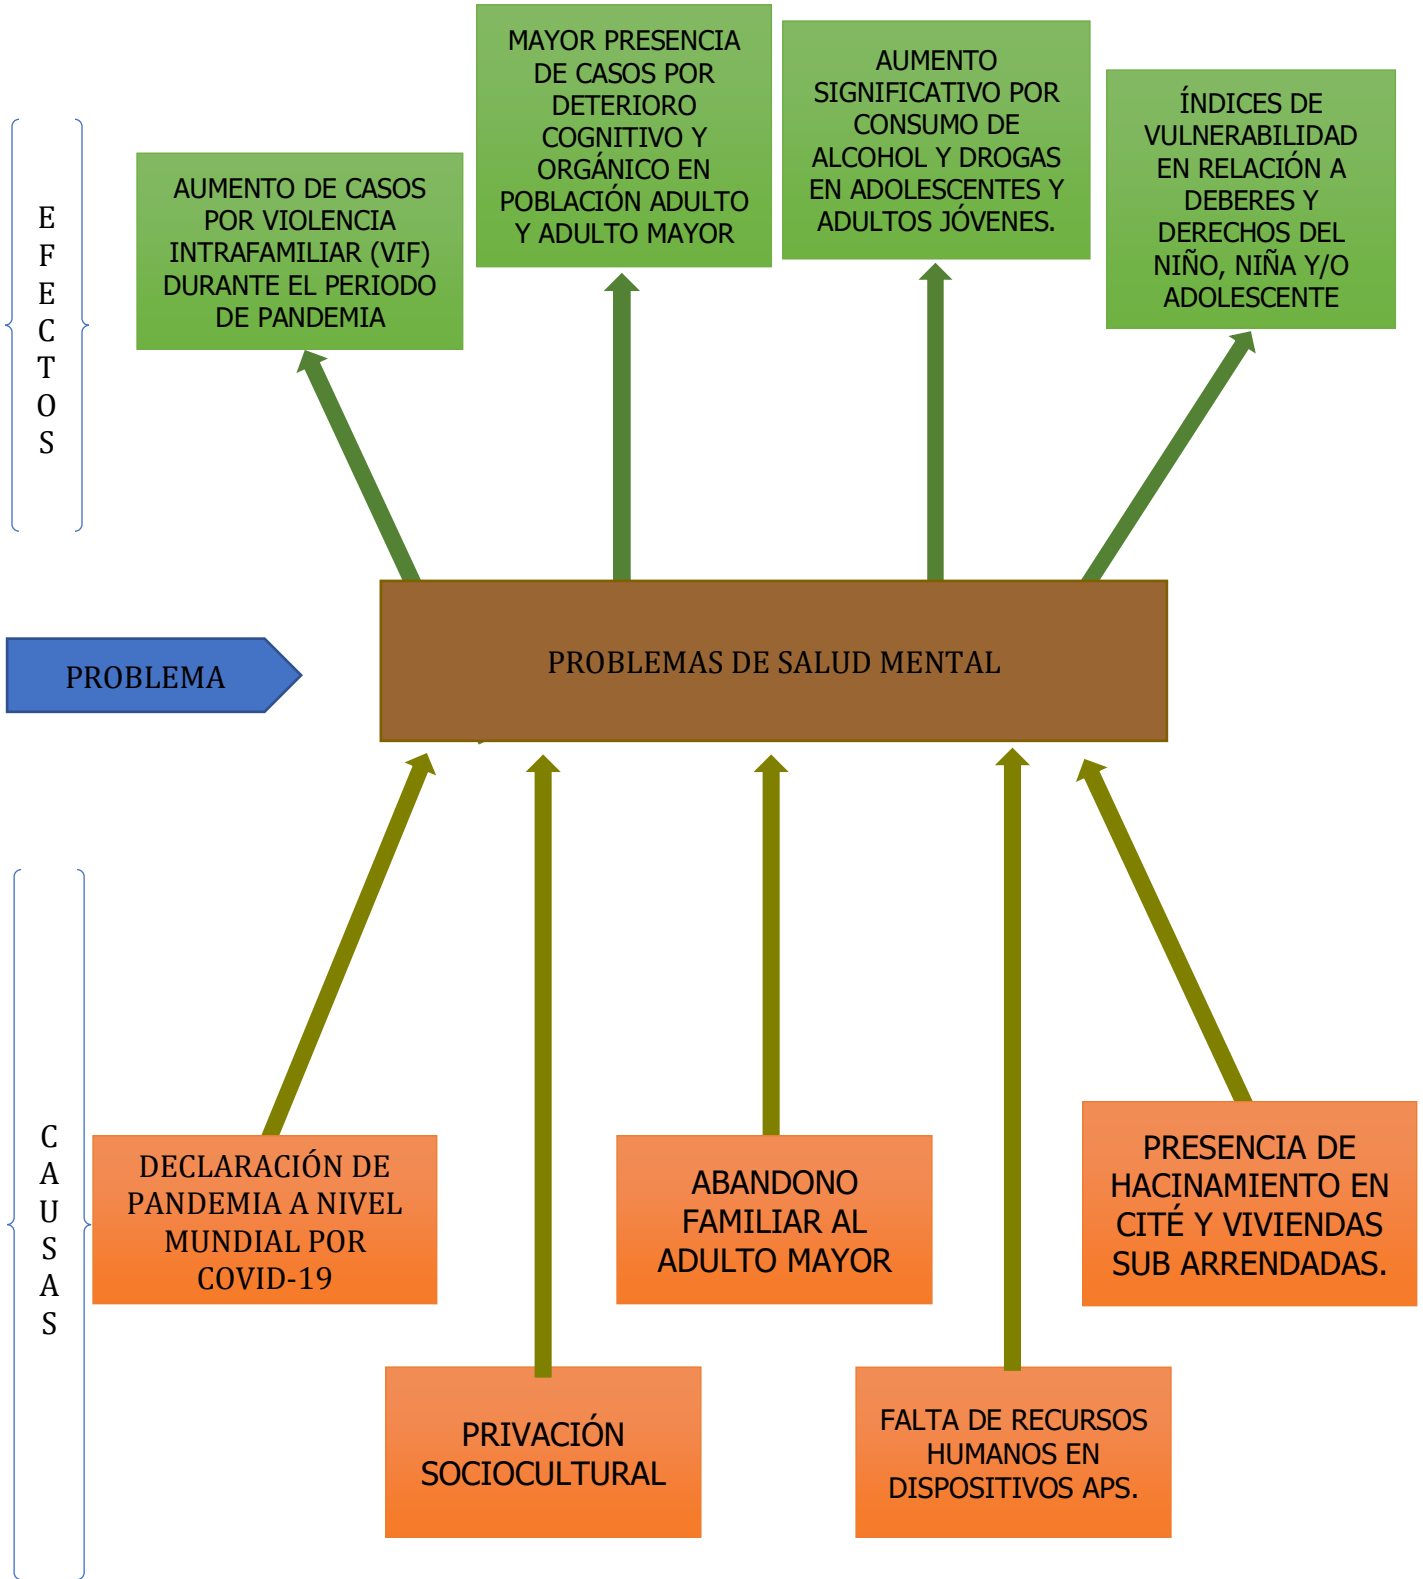 MAYOR PRESENCIA
DE CASOS POR
DETERIORO
COGNITIVO Y
ORGÁNICO EN
POBLACIÓN ADULTO
Y ADULTO MAYOR
AUMENTO
SIGNIFICATIVO POR
CONSUMO DE
ALCOHOL Y DROGAS
EN ADOLESCENTES Y
ADULTOS JÓVENES.
ÍNDICES DE
VULNERABILIDAD
EN RELACIÓN A
DEBERES Y
DERECHOS DEL
NIÑO, NIÑA Y/O
ADOLESCENTE
AUMENTO DE CASOS
POR VIOLENCIA
INTRAFAMILIAR (VIF)
DURANTE EL PERIODO
DE PANDEMIA
E
F
E
C
T
O
S
PROBLEMA
PROBLEMAS DE SALUD MENTAL
C
A
U
S
A
S
DECLARACIÓN DE
PANDEMIA A NIVEL
MUNDIAL POR
COVID-19
ABANDONO
FAMILIAR AL
ADULTO MAYOR
PRESENCIA DE
HACINAMIENTO EN
CITÉ Y VIVIENDAS
SUB ARRENDADAS.
PRIVACIÓN
SOCIOCULTURAL
FALTA DE RECURSOS
HUMANOS EN
DISPOSITIVOS APS.